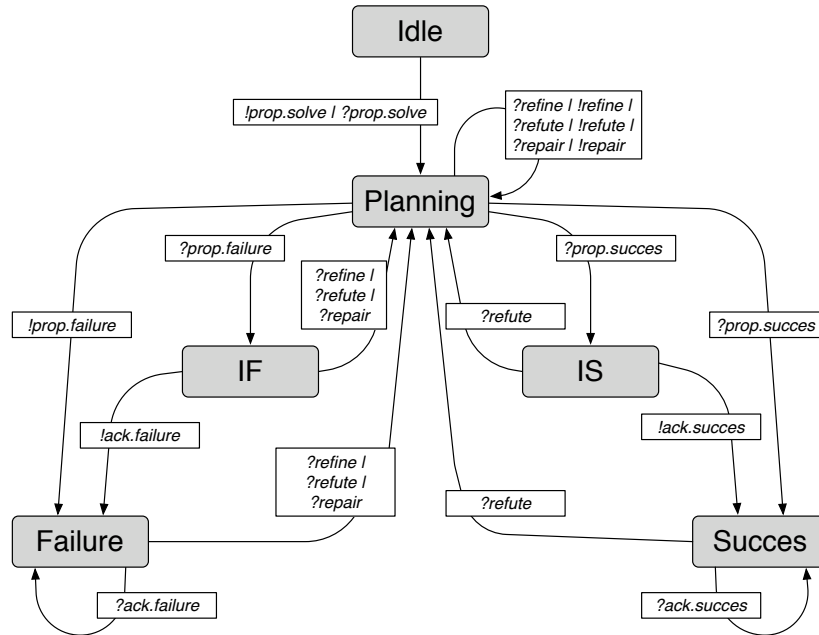 Idle
!prop.solve | ?prop.solve
?refine | !refine |
?refute | !refute |
?repair | !repair
Planning
?prop.failure
?prop.succes
?refine |
?refute |
?repair
!prop.failure
?refute
?prop.succes
IF
IS
!ack.failure
!ack.succes
?refine |
?refute |
?repair
?refute
Failure
Succes
?ack.failure
?ack.succes